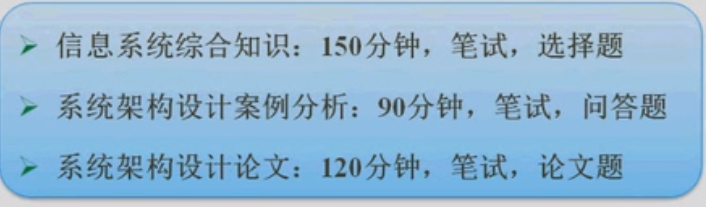 信息系统综合知识：150分钟，笔试，选择题
系统架构设计案例分析：90分钟，笔试，问答题
系统架构设计论文：120分钟，笔试，论文题